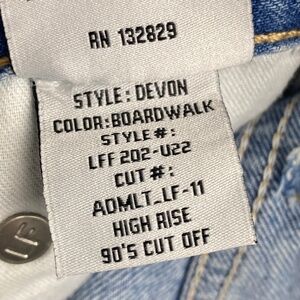 RN 132829
STYLE: DEVON
COLOR: BOARDWALK
STYLE#:
LFF 202-U22
CUT #:
ADMLT_LF-11
HIGH RISE
90'S CUT OFF